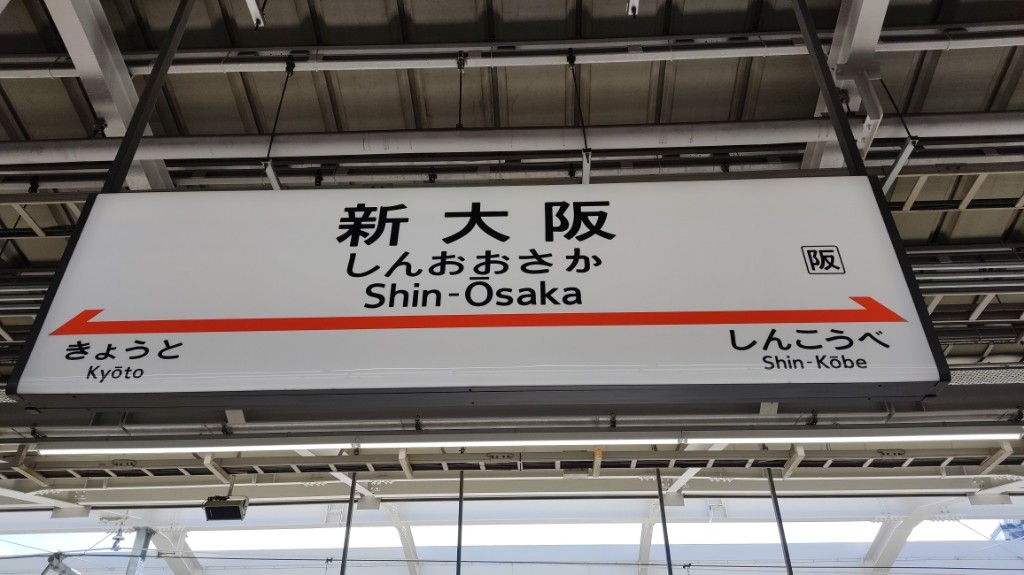 新大阪
しんおおさか
Shin-Ōsaka
阪
きょうと
Kyōto
しんこうべ
Shin-Kōbe